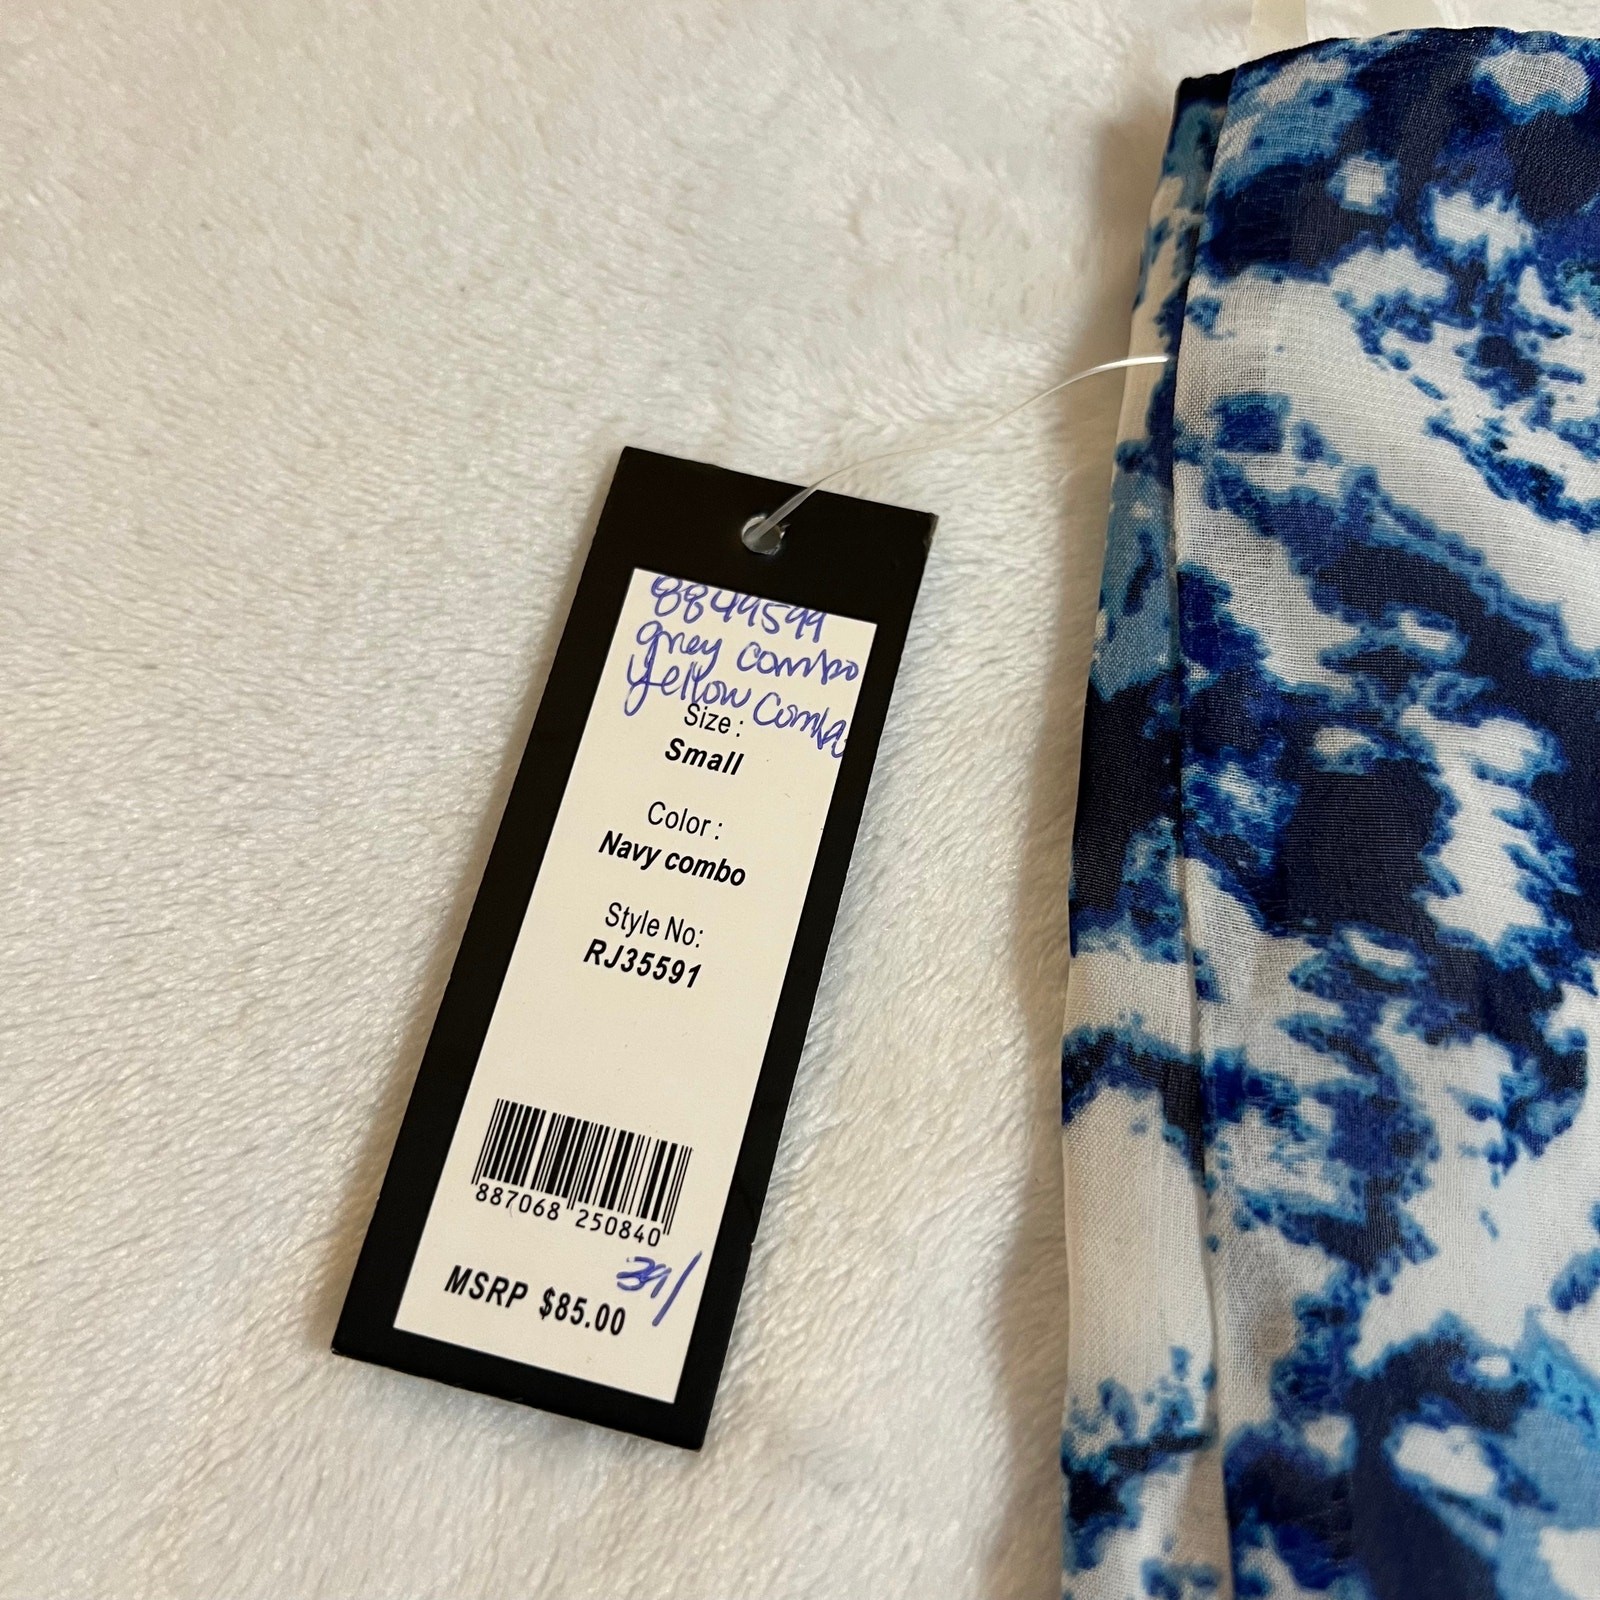 8849599
grey combo
yellow combo
Size :
Small
Color :
Navy combo
Style No:
RJ35591
887068 250840
MSRP $85.00
39/